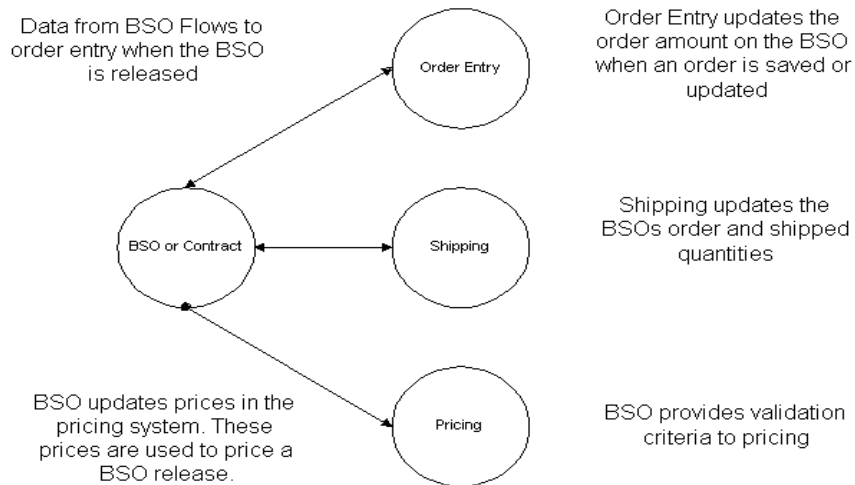 Data from BSO Flows to
order entry when the BSO
is released
Order Entry
Order Entry updates the
order amount on the BSO
when an order is saved or
updated
BSO or Contract
Shipping
Shipping updates the
BSOs order and shipped
quantities
BSO updates prices in the
pricing system. These
prices are used to price a
BSO release.
Pricing
BSO provides validation
criteria to pricing